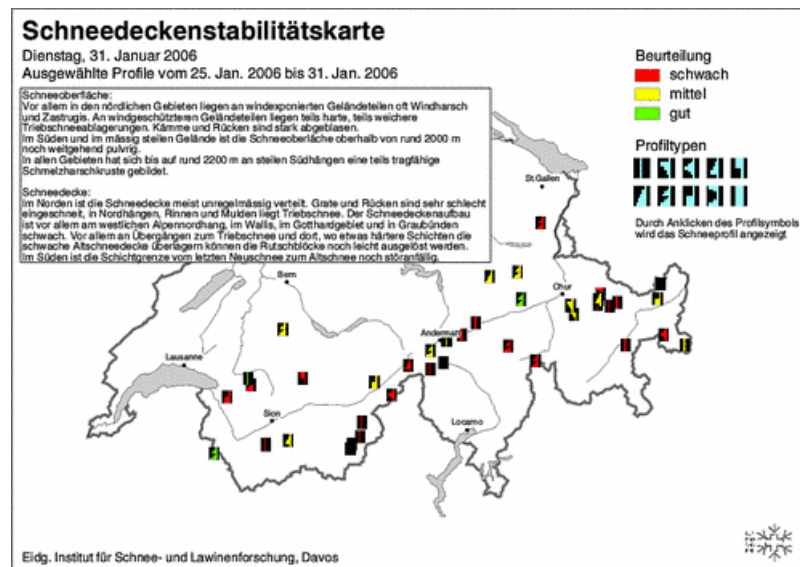 Schneedeckenstabilitätskarte
Dienstag, 31. Januar 2006
Ausgewählte Profile vom 25. Jan. 2006 bis 31. Jan. 2006
Schneeoberfläche:
Vor allem in den nördlichen Gebieten liegen an windexponierten Geländeteilen oft Windharsch
und Zastrugis. An windgeschützteren Geländeteilen liegen teils harte, teils weichere
Triebschneeablagerungen. Kämme und Rücken sind stark abgeblasen.
Im Süden und im mässig steilen Gelände ist die Schneeoberfläche oberhalb von rund 2000 m
noch weitgehend pulvrig.
In allen Gebieten hat sich bis auf rund 2200 m an steilen Südhängen eine teils tragfähige
Schmelzharschkruste gebildet.
Schneedecke:
Im Norden ist die Schneedecke meist unregelmässig verteilt. Grate und Rücken sind sehr schlecht
eingeschneit, in Nordhängen, Rinnen und Mulden liegt Triebschnee. Der Schneedeckenaufbau
ist vor allem am westlichen Alpennordhang, im Wallis, im Gotthardgebiet und in Graubünden
schwach. Vor allem an Übergängen zum Triebschnee und dort, wo etwas härtere Schichten die
schwache Altschneedecke überlagern können die Rutschblöcke noch leicht ausgelöst werden.
Im Süden ist die Schichtgrenze vom letzten Neuschnee zum Altschnee noch störanfällig.
Beurteilung
schwach
mittel
gut
Profiltypen
Durch Anklicken des Profilsymbols
wird das Schneeprofil angezeigt
St.Gallen
Bern
Chur
Andermatt
Lausanne
Sion
Locarno
Eidg. Institut für Schnee- und Lawinenforschung, Davos